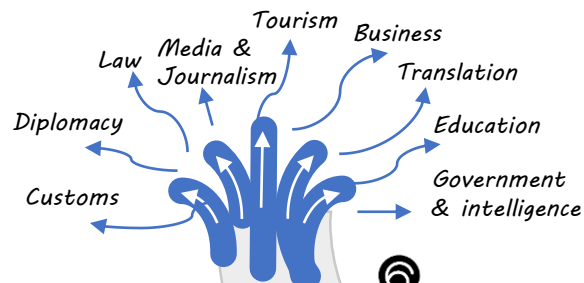 Tourism
Business
Media &
Journalism
Law
Translation
Diplomacy
Education
Customs
Government
& intelligence